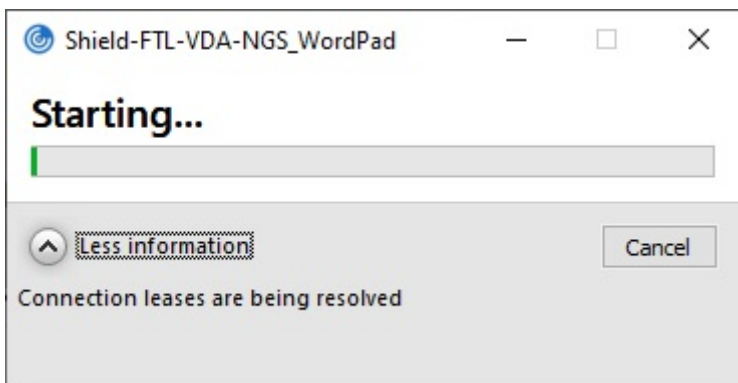 Shield-FTL-VDA-NGS_WordPad
Starting...
Less information
Cancel
Connection leases are being resolved